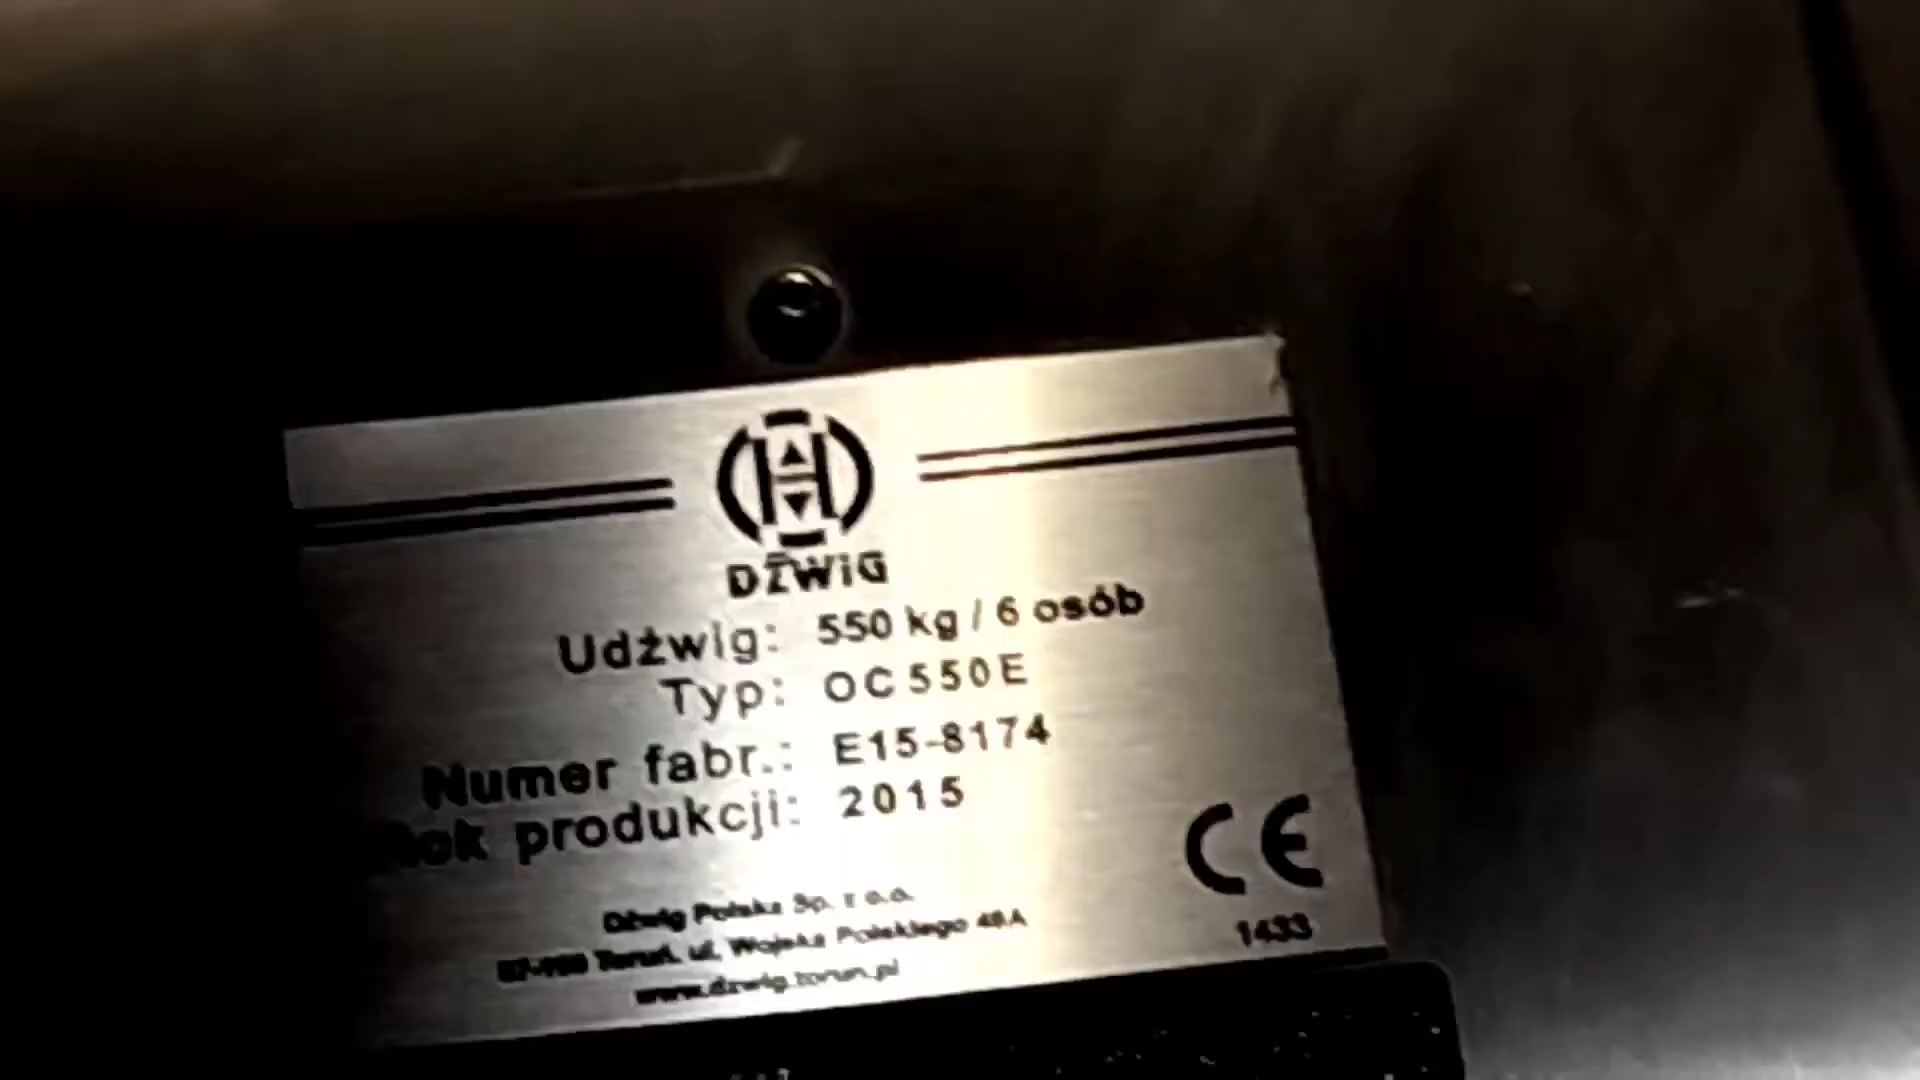 DŹWiG
Udźwig: 550 kg / 6 osób
Typ: OC550E
Numer fabr.: E15-8174
Rok produkcji: 2015
CE
1433
Dźwig Polska Sp. z o.o.
Toruń, ul. Wojska Polskiego
www.dzwig.torun.pl